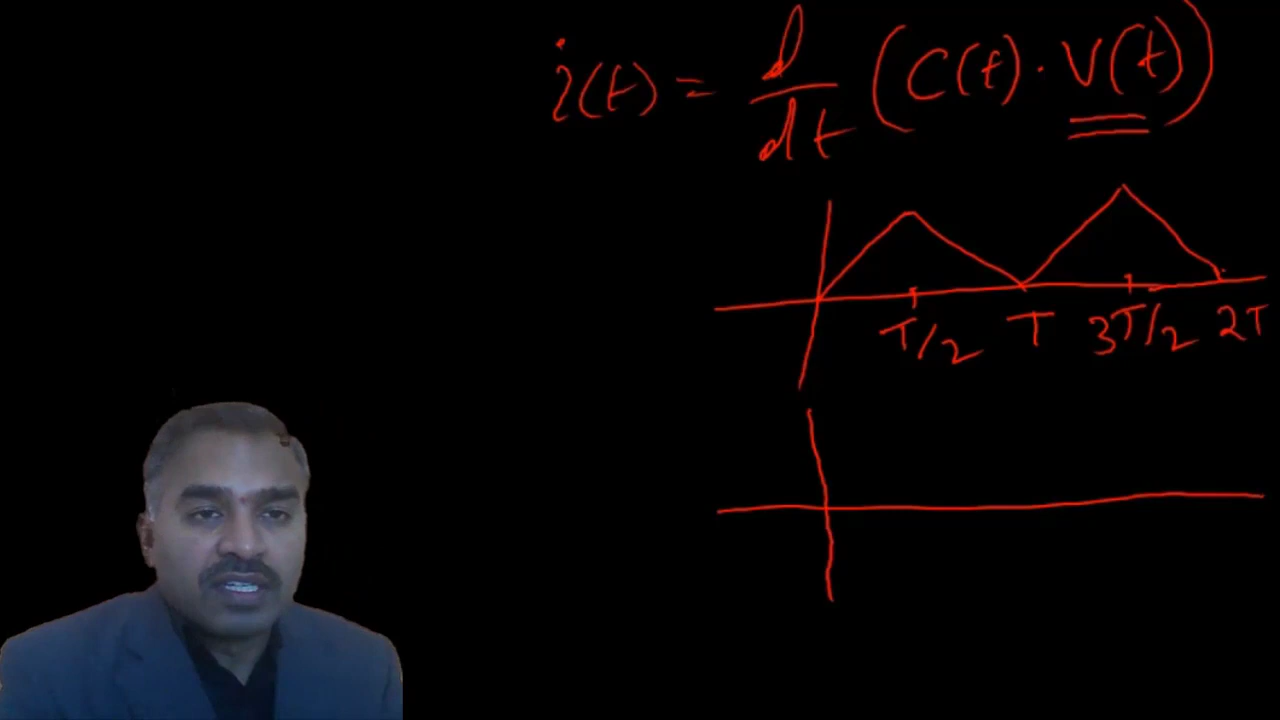 i(t) = d/dt (C(t) · V(t))
T/2 T 3T/2 2T